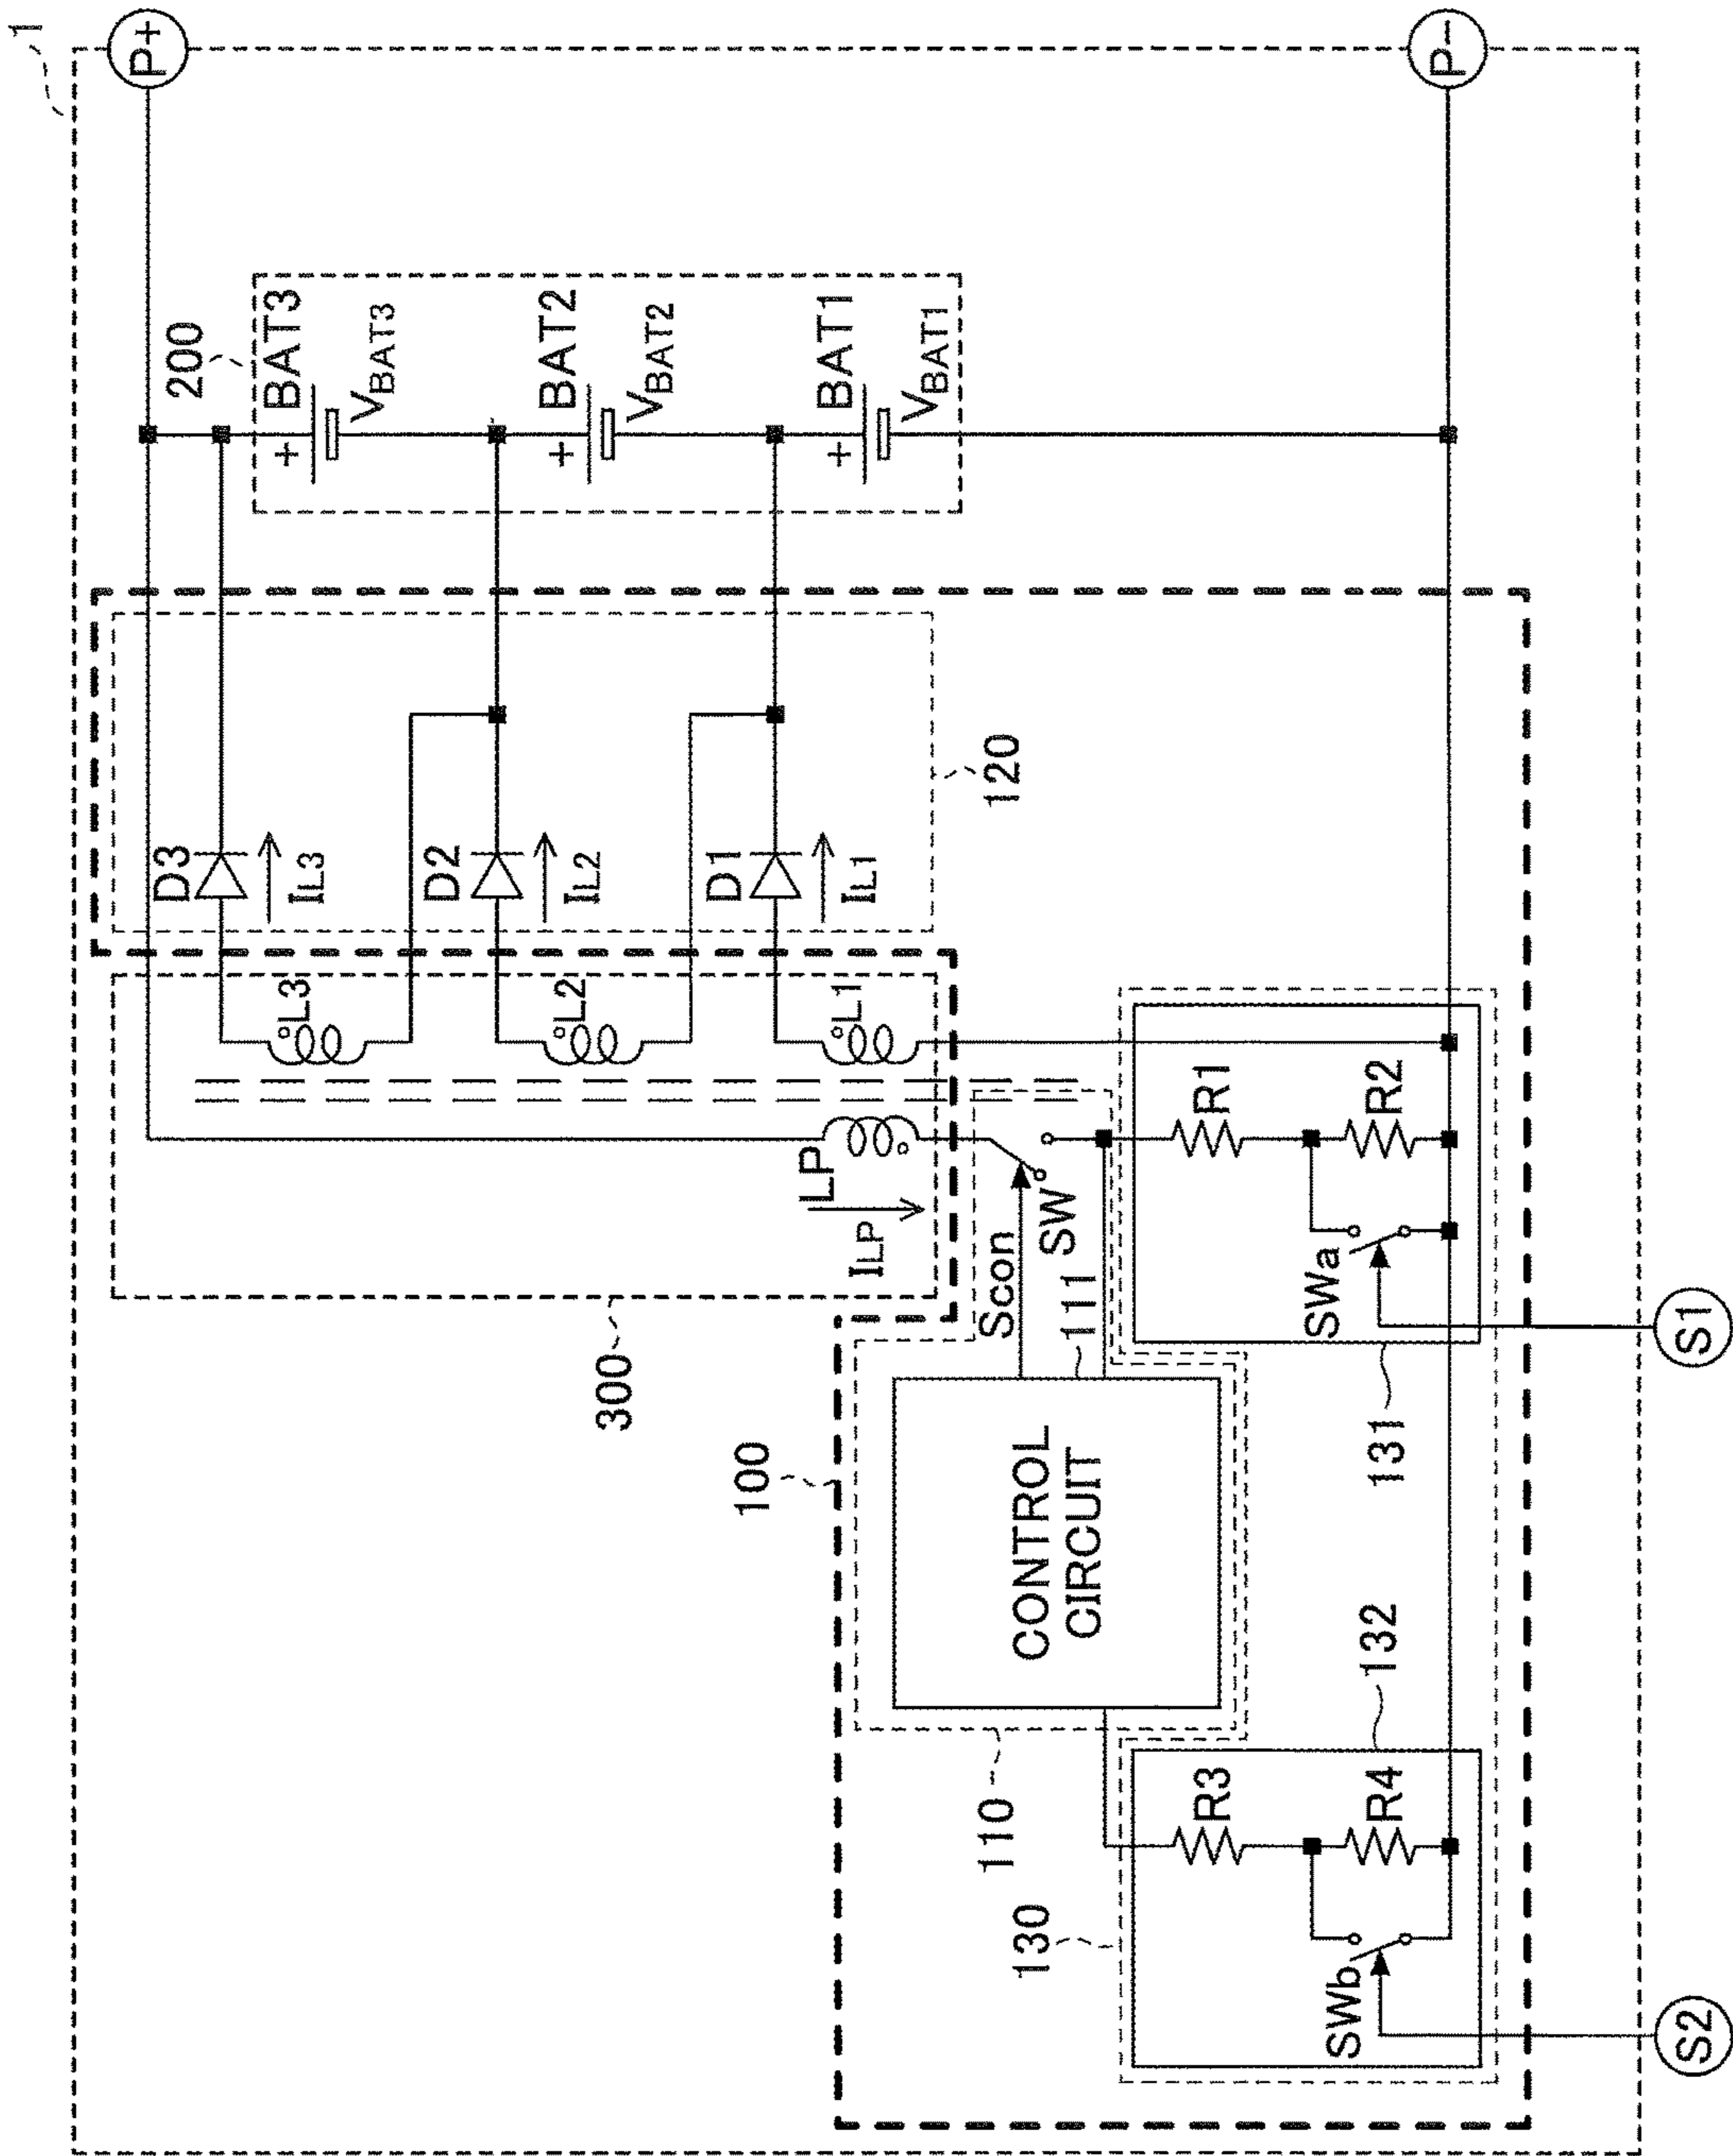 1
P+
P−
200
BAT3
VBAT3
BAT2
VBAT2
BAT1
VBAT1
120
D3
IL3
D2
IL2
D1
IL1
L3
L2
L1
LP
ILP
300
100
Scon
SW
111
CONTROL
CIRCUIT
110
R1
R2
SWa
131
S1
130
R3
R4
SWb
132
S2